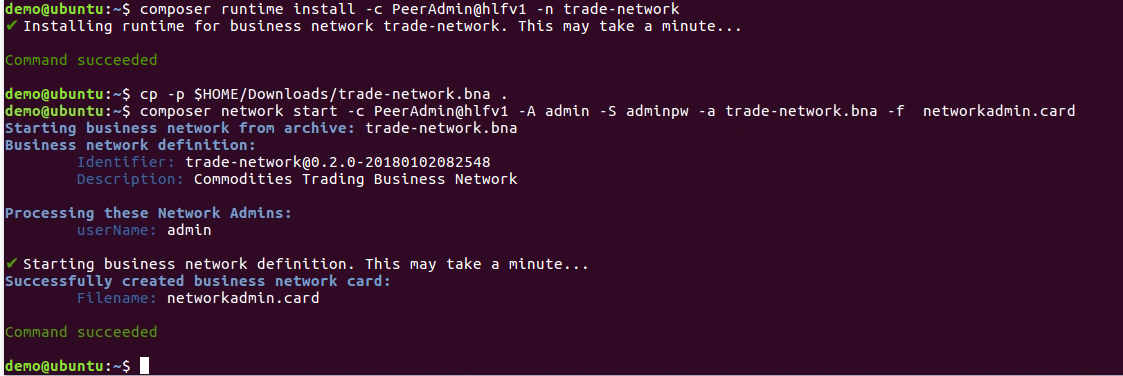 demo@ubuntu:~$ composer runtime install -c PeerAdmin@hlfv1 -n trade-network
✔ Installing runtime for business network trade-network. This may take a minute...
Command succeeded
demo@ubuntu:~$ cp -p $HOME/Downloads/trade-network.bna .
demo@ubuntu:~$ composer network start -c PeerAdmin@hlfv1 -A admin -S adminpw -a trade-network.bna -f  networkadmin.card
Starting business network from archive: trade-network.bna
Business network definition:
Identifier: trade-network@0.2.0-20180102082548
Description: Commodities Trading Business Network
Processing these Network Admins:
userName: admin
✔ Starting business network definition. This may take a minute...
Successfully created business network card:
Filename: networkadmin.card
Command succeeded
demo@ubuntu:~$